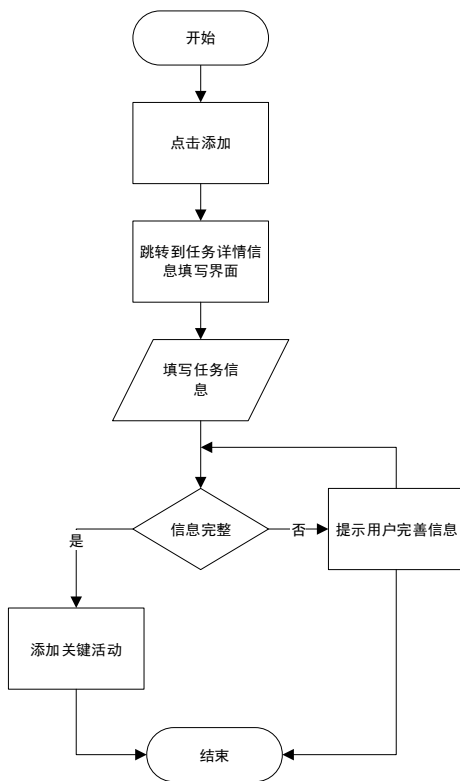 开始
点击添加
跳转到任务详情信
息填写界面
填写任务信
息
信息完整
否
提示用户完善信息
是
添加关键活动
结束